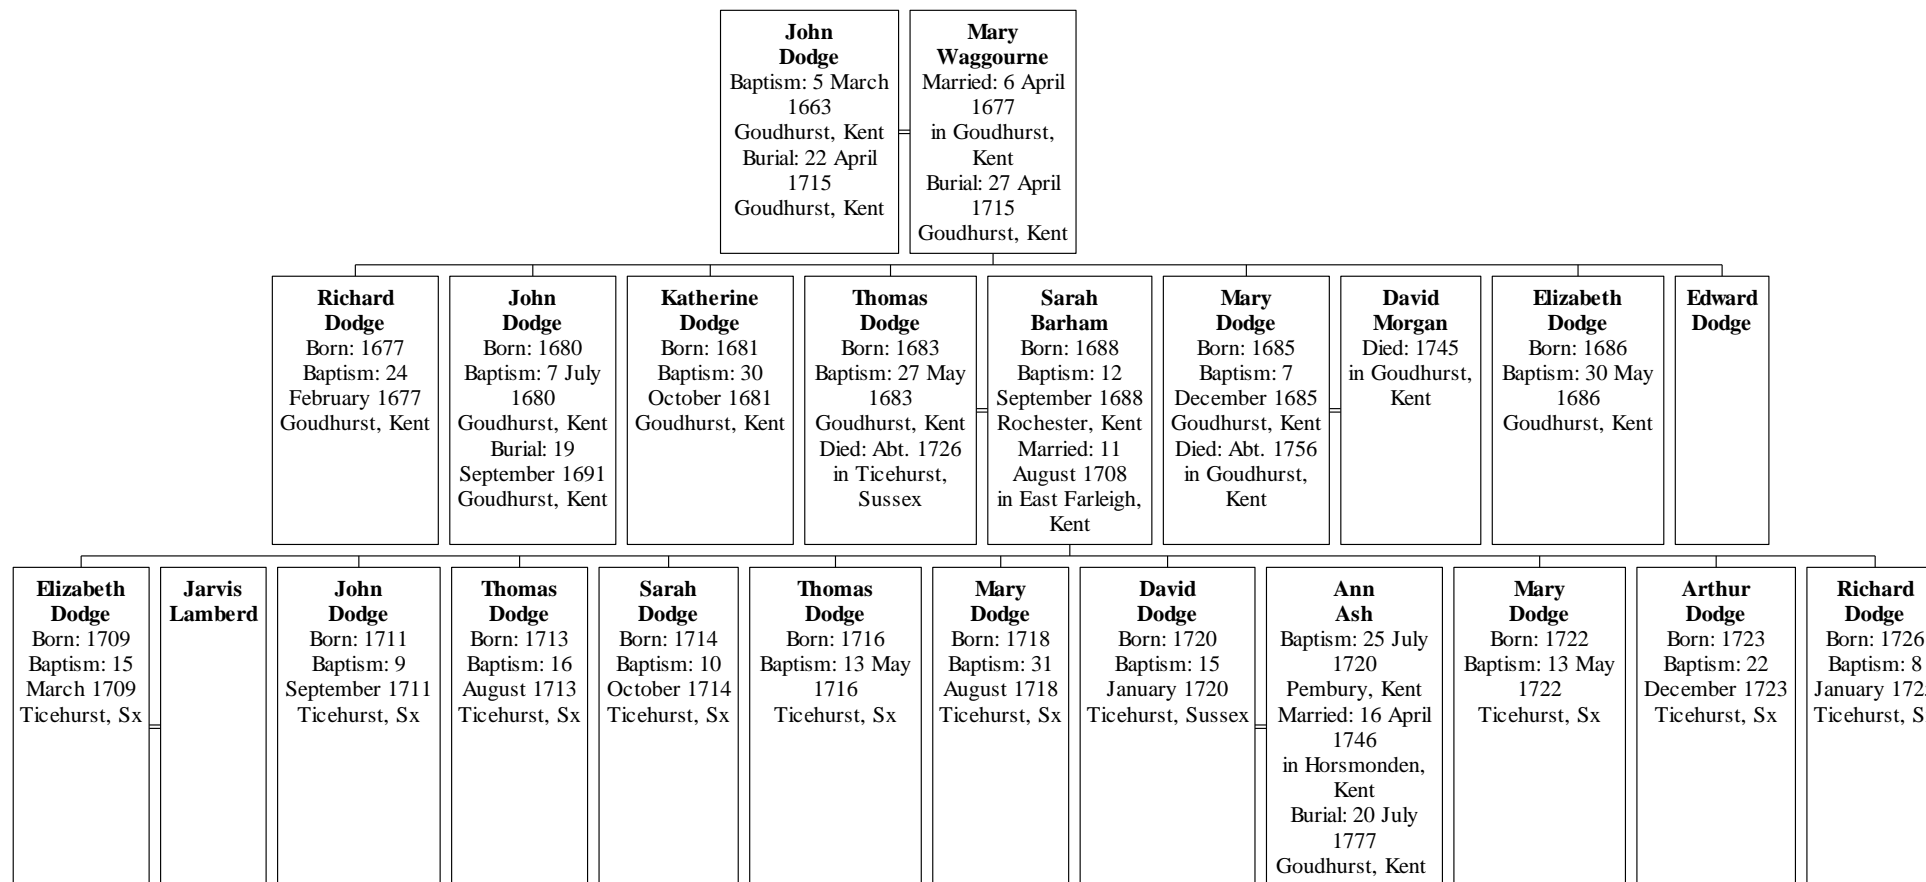 John
Dodge
Baptism: 5 March
1663
Goudhurst, Kent
Burial: 22 April
1715
Goudhurst, Kent
Mary
Waggourne
Married: 6 April
1677
in Goudhurst,
Kent
Burial: 27 April
1715
Goudhurst, Kent
Richard
Dodge
Born: 1677
Baptism: 24
February 1677
Goudhurst, Kent
John
Dodge
Born: 1680
Baptism: 7 July
1680
Goudhurst, Kent
Burial: 19
September 1691
Goudhurst, Kent
Katherine
Dodge
Born: 1681
Baptism: 30
October 1681
Goudhurst, Kent
Thomas
Dodge
Born: 1683
Baptism: 27 May
1683
Goudhurst, Kent
Died: Abt. 1726
in Ticehurst,
Sussex
Sarah
Barham
Born: 1688
Baptism: 12
September 1688
Rochester, Kent
Married: 11
August 1708
in East Farleigh,
Kent
Mary
Dodge
Born: 1685
Baptism: 7
December 1685
Goudhurst, Kent
Died: Abt. 1756
in Goudhurst,
Kent
David
Morgan
Died: 1745
in Goudhurst,
Kent
Elizabeth
Dodge
Born: 1686
Baptism: 30 May
1686
Goudhurst, Kent
Edward
Dodge
Elizabeth
Dodge
Born: 1709
Baptism: 15
March 1709
Ticehurst, Sx
Jarvis
Lamberd
John
Dodge
Born: 1711
Baptism: 9
September 1711
Ticehurst, Sx
Thomas
Dodge
Born: 1713
Baptism: 16
August 1713
Ticehurst, Sx
Sarah
Dodge
Born: 1714
Baptism: 10
October 1714
Ticehurst, Sx
Thomas
Dodge
Born: 1716
Baptism: 13 May
1716
Ticehurst, Sx
Mary
Dodge
Born: 1718
Baptism: 31
August 1718
Ticehurst, Sx
David
Dodge
Born: 1720
Baptism: 15
January 1720
Ticehurst, Sussex
Ann
Ash
Baptism: 25 July
1720
Pembury, Kent
Married: 16 April
1746
in Horsmonden,
Kent
Burial: 20 July
1777
Goudhurst, Kent
Mary
Dodge
Born: 1722
Baptism: 13 May
1722
Ticehurst, Sx
Arthur
Dodge
Born: 1723
Baptism: 22
December 1723
Ticehurst, Sx
Richard
Dodge
Born: 1726
Baptism: 8
January
Ticehurst,